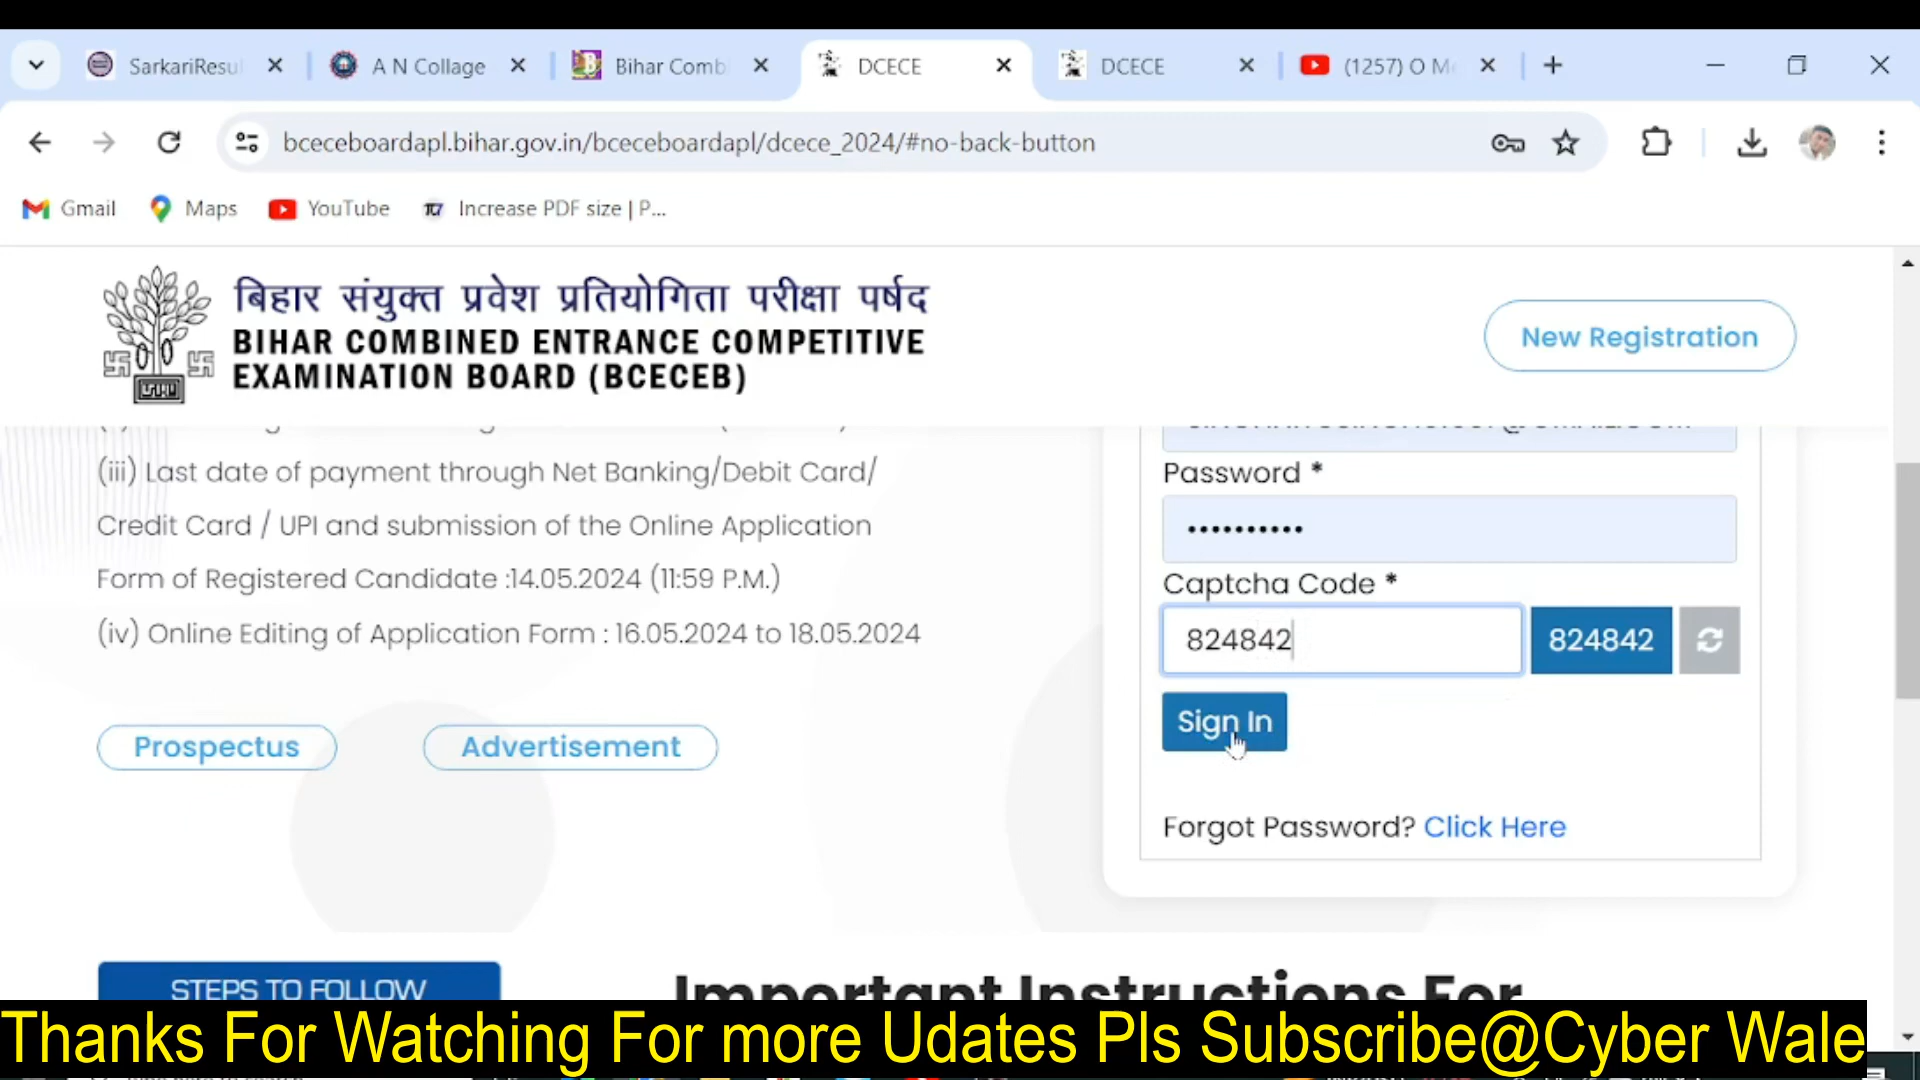 SarkariResul
A N Collage
Bihar Comb
DCECE
DCECE
(1257) O M
bceceboardapl.bihar.gov.in/bceceboardapl/dcece_2024/#no-back-button
Gmail
Maps
YouTube
Increase PDF size | P...
बिहार संयुक्त प्रवेश प्रतियोगिता परीक्षा पर्षद
BIHAR COMBINED ENTRANCE COMPETITIVE
EXAMINATION BOARD (BCECEB)
New Registration
(iii) Last date of payment through Net Banking/Debit Card/
Credit Card / UPI and submission of the Online Application
Form of Registered Candidate :14.05.2024 (11:59 P.M.)
(iv) Online Editing of Application Form : 16.05.2024 to 18.05.2024
Prospectus
Advertisement
Password *
••••••••••
Captcha Code *
824842
824842
Sign In
Forgot Password? Click Here
STEPS TO FOLLOW
Important Instructions For
Thanks For Watching For more Udates Pls Subscribe@Cyber Wale